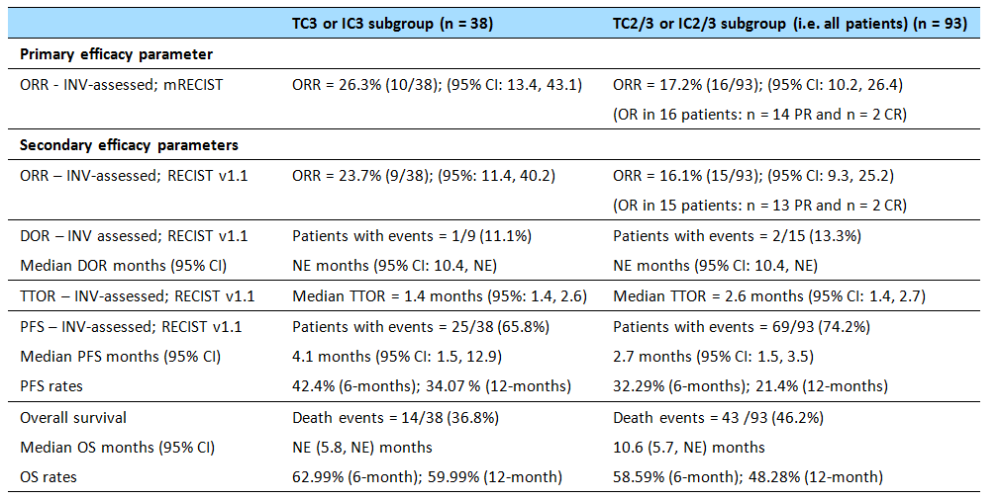 TC3 or IC3 subgroup (n = 38) TC2/3 or IC2/3 subgroup (i.e. all patients) (n = 93)
Primary efficacy parameter
ORR - INV-assessed; mRECIST ORR = 26.3% (10/38); (95% CI: 13.4, 43.1) ORR = 17.2% (16/93); (95% CI: 10.2, 26.4)
(OR in 16 patients: n = 14 PR and n = 2 CR)
Secondary efficacy parameters
ORR – INV-assessed; RECIST v1.1 ORR = 23.7% (9/38); (95%: 11.4, 40.2) ORR = 16.1% (15/93); (95% CI: 9.3, 25.2)
(OR in 15 patients: n = 13 PR and n = 2 CR)
DOR – INV assessed; RECIST v1.1 Patients with events = 1/9 (11.1%) Patients with events = 2/15 (13.3%)
Median DOR months (95% CI) NE months (95% CI: 10.4, NE) NE months (95% CI: 10.4, NE)
TTOR – INV-assessed; RECIST v1.1 Median TTOR = 1.4 months (95%: 1.4, 2.6) Median TTOR = 2.6 months (95% CI: 1.4, 2.7)
PFS – INV-assessed; RECIST v1.1 Patients with events = 25/38 (65.8%) Patients with events = 69/93 (74.2%)
Median PFS months (95% CI) 4.1 months (95% CI: 1.5, 12.9) 2.7 months (95% CI: 1.5, 3.5)
PFS rates 42.4% (6-months); 34.07 % (12-months) 32.29% (6-months); 21.4% (12-months)
Overall survival Death events = 14/38 (36.8%) Death events = 43 /93 (46.2%)
Median OS months (95% CI) NE (5.8, NE) months 10.6 (5.7, NE) months
OS rates 62.99% (6-month); 59.99% (12-month) 58.59% (6-month); 48.28% (12-month)